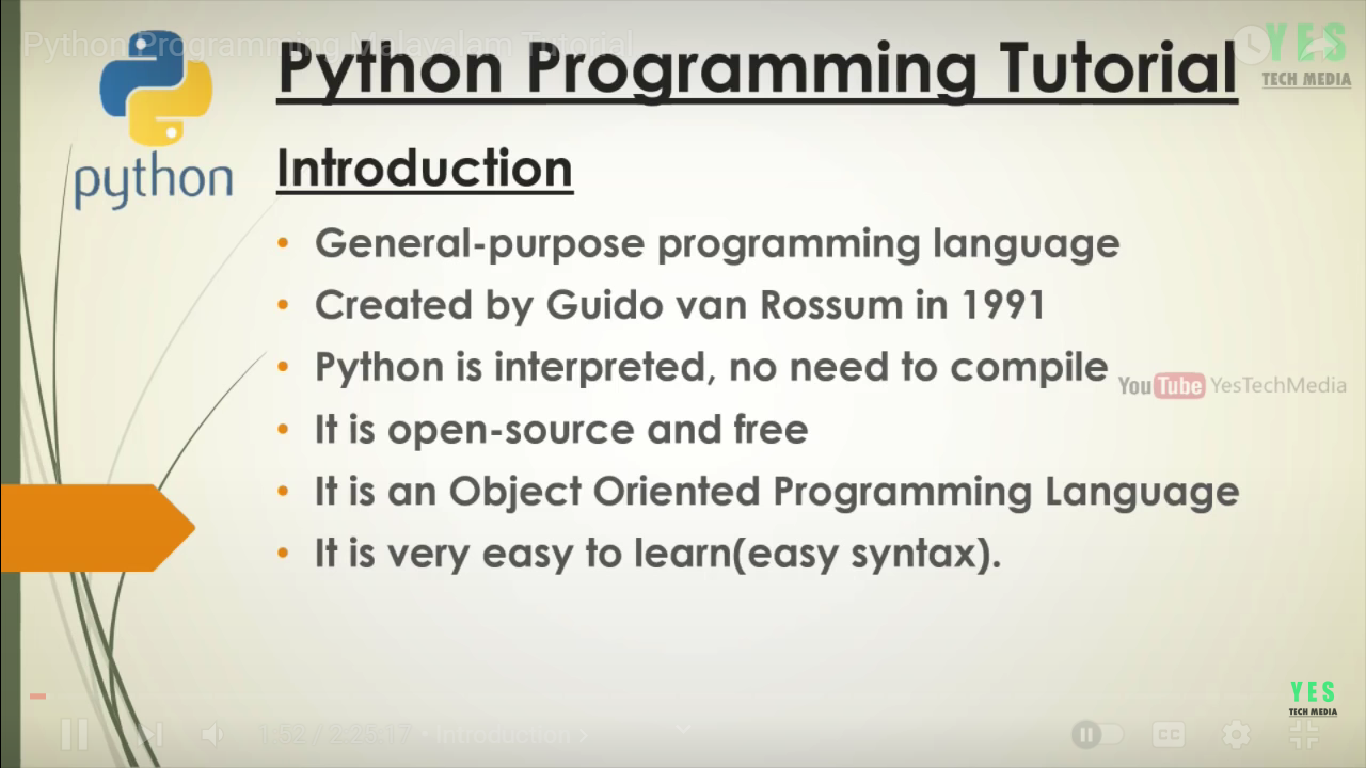 Python Programming Malayalam Tutorial
YES
TECH MEDIA
python
Python Programming Tutorial
Introduction
• General-purpose programming language
• Created by Guido van Rossum in 1991
• Python is interpreted, no need to compile
YouTube YesTechMedia
• It is open-source and free
• It is an Object Oriented Programming Language
• It is very easy to learn(easy syntax).
YES
TECH MEDIA
1:52 / 2:25:17 • Introduction >
CC